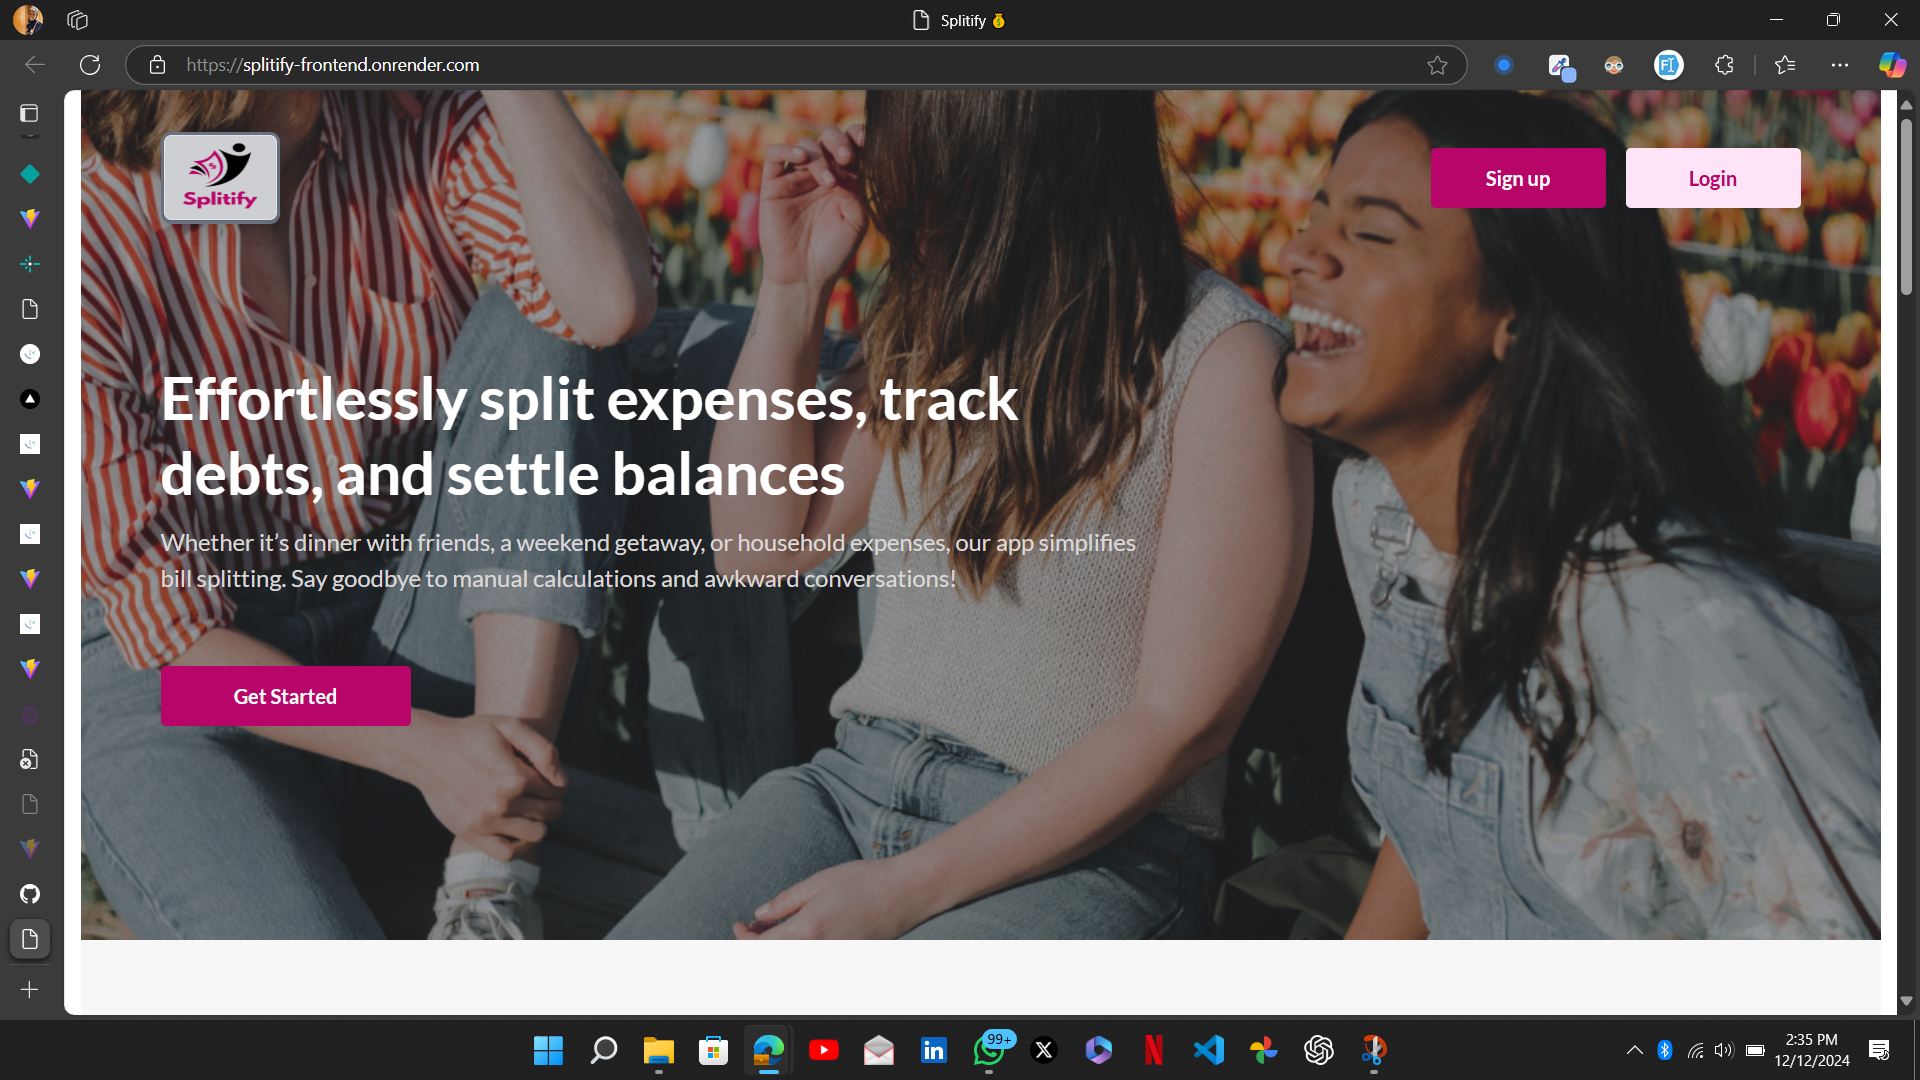 Splitify 💰
https://splitify-frontend.onrender.com
Splitify
Sign up
Login
Effortlessly split expenses, track
debts, and settle balances
Whether it’s dinner with friends, a weekend getaway, or household expenses, our app simplifies
bill splitting. Say goodbye to manual calculations and awkward conversations!
Get Started
99+
2:35 PM
12/12/2024